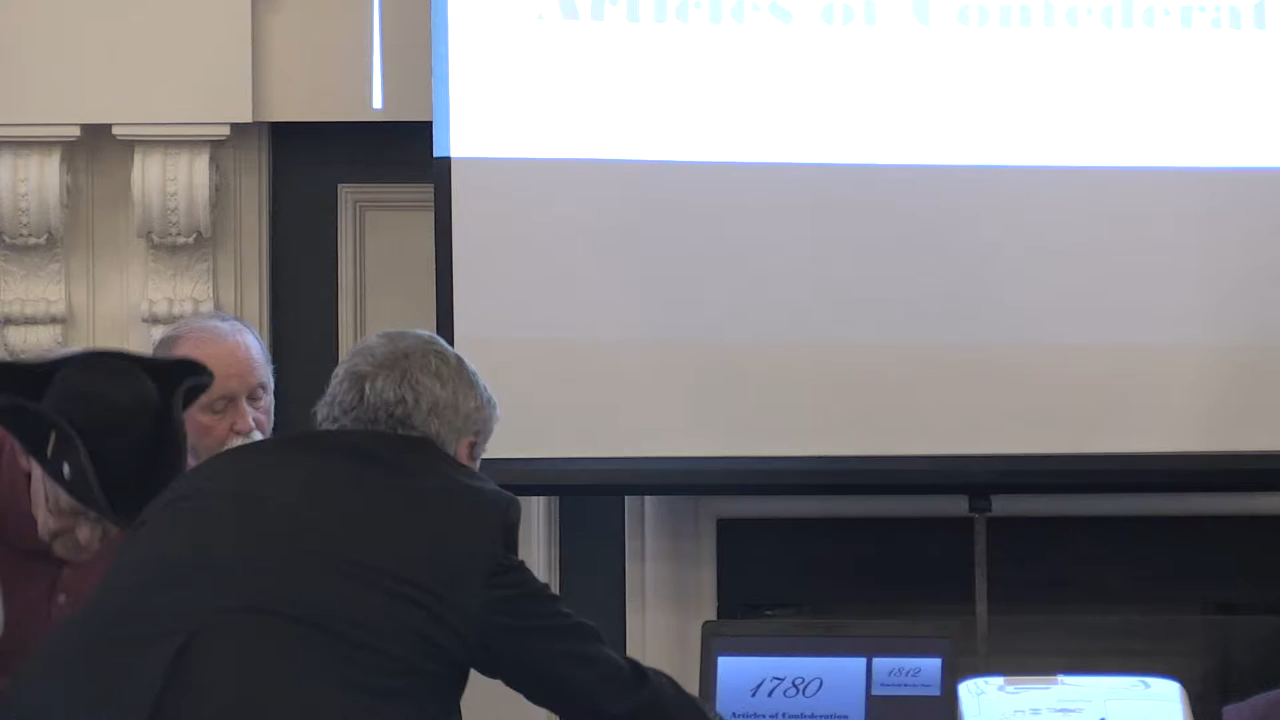 Articles of Confederat
1780
Articles of Confederation
1812